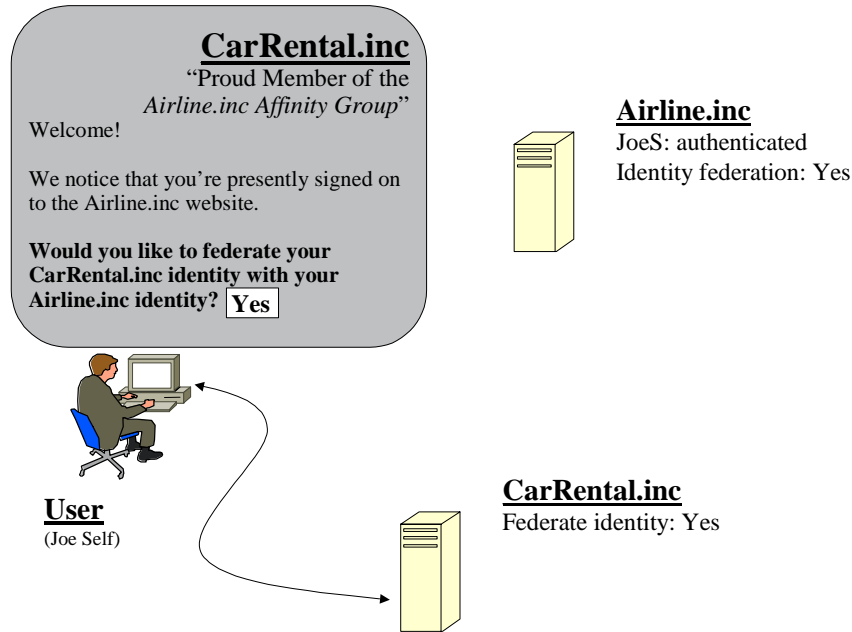 CarRental.inc
“Proud Member of the
Airline.inc Affinity Group”
Welcome!
We notice that you’re presently signed on
to the Airline.inc website.
Would you like to federate your
CarRental.inc identity with your
Airline.inc identity? Yes
Airline.inc
JoeS: authenticated
Identity federation: Yes
User
(Joe Self)
CarRental.inc
Federate identity: Yes